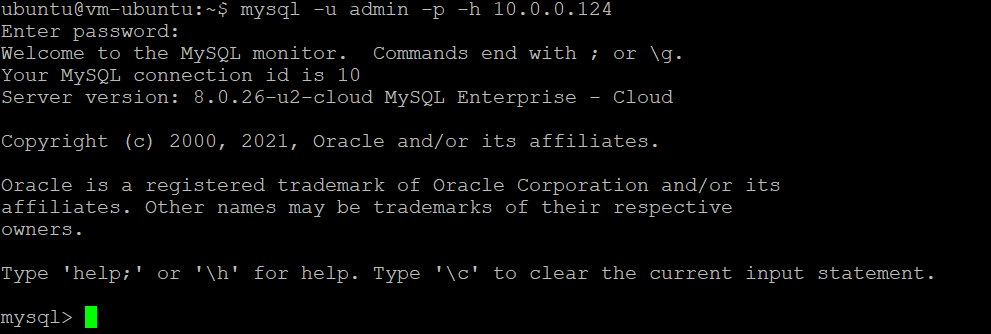 ubuntu@vm-ubuntu:~$ mysql -u admin -p -h 10.0.0.124
Enter password:
Welcome to the MySQL monitor.  Commands end with ; or \g.
Your MySQL connection id is 10
Server version: 8.0.26-u2-cloud MySQL Enterprise - Cloud
Copyright (c) 2000, 2021, Oracle and/or its affiliates.
Oracle is a registered trademark of Oracle Corporation and/or its
affiliates. Other names may be trademarks of their respective
owners.
Type 'help;' or '\h' for help. Type '\c' to clear the current input statement.
mysql>